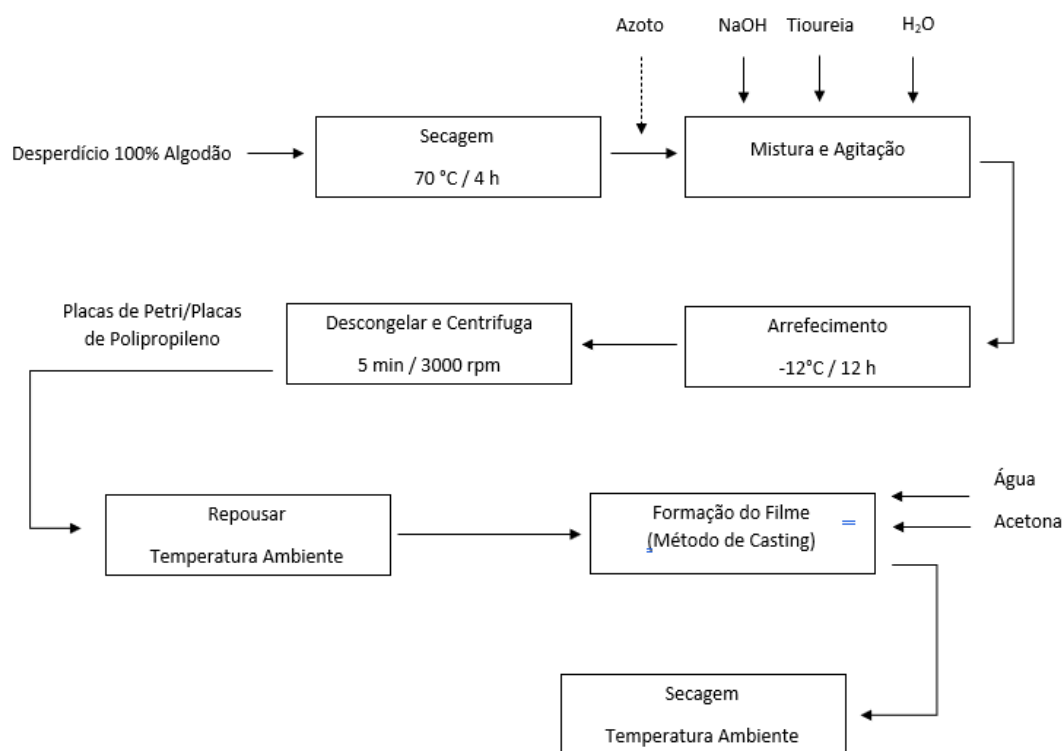 Azoto
NaOH
Tioureia
H₂O
Desperdício 100% Algodão
Secagem
70 °C / 4 h
Mistura e Agitação
Placas de Petri/Placas
de Polipropileno
Descongelar e Centrifuga
5 min / 3000 rpm
Arrefecimento
-12°C / 12 h
Repousar
Temperatura Ambiente
Formação do Filme
(Método de Casting)
Água
Acetona
Secagem
Temperatura Ambiente